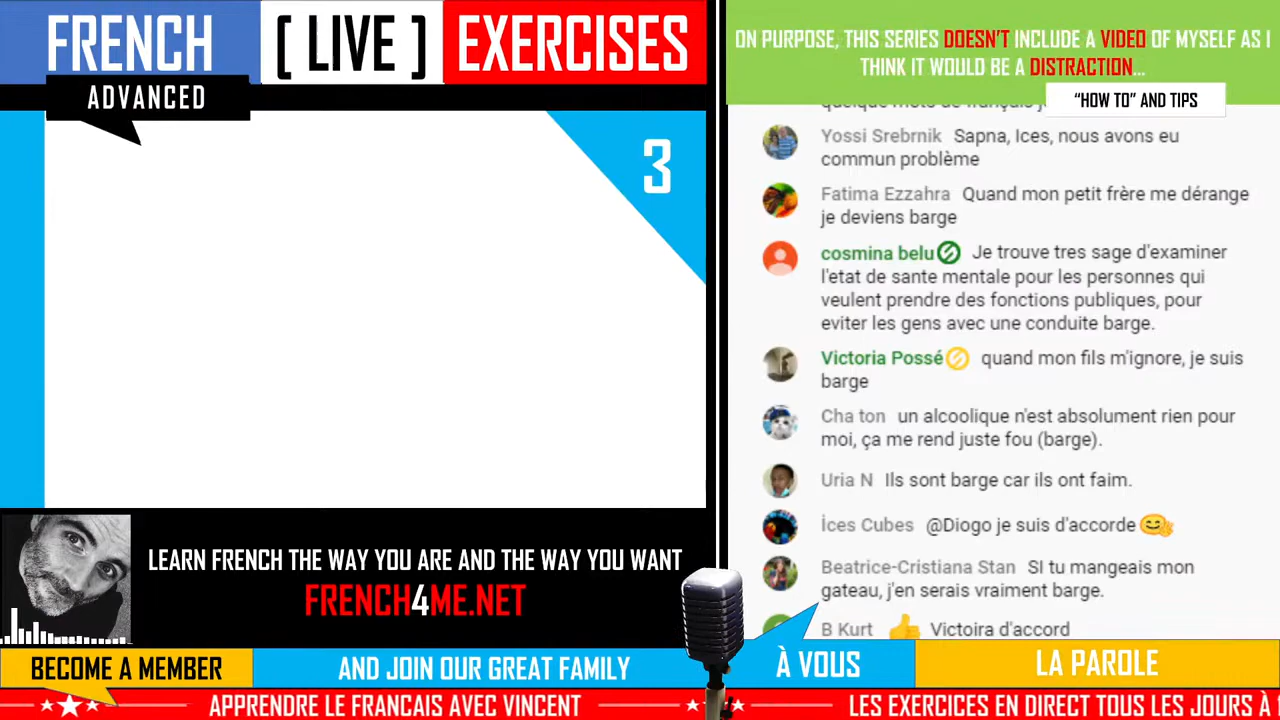 FRENCH [ LIVE ] EXERCISES
ADVANCED
3
LEARN FRENCH THE WAY YOU ARE AND THE WAY YOU WANT
FRENCH4ME.NET
BECOME A MEMBER
AND JOIN OUR GREAT FAMILY
ON PURPOSE, THIS SERIES DOESN'T INCLUDE A VIDEO OF MYSELF AS I
THINK IT WOULD BE A DISTRACTION...
"HOW TO" AND TIPS
Yossi Srebrnik Sapna, Ices, nous avons eu
commun problème
Fatima Ezzahra Quand mon petit frère me dérange
je deviens barge
cosmina belu Je trouve tres sage d'examiner
l'etat de sante mentale pour les personnes qui
veulent prendre des fonctions publiques, pour
eviter les gens avec une conduite barge.
Victoria Possé quand mon fils m'ignore, je suis
barge
Cha ton un alcoolique n'est absolument rien pour
moi, ça me rend juste fou (barge).
Uria N Ils sont barge car ils ont faim.
İces Cubes @Diogo je suis d'accorde 🤗
Beatrice-Cristiana Stan SI tu mangeais mon
gateau, j'en serais vraiment barge.
B Kurt 👍 Victoira d'accord
À VOUS
LA PAROLE
APPRENDRE LE FRANCAIS AVEC VINCENT
LES EXERCICES EN DIRECT TOUS LES JOURS À